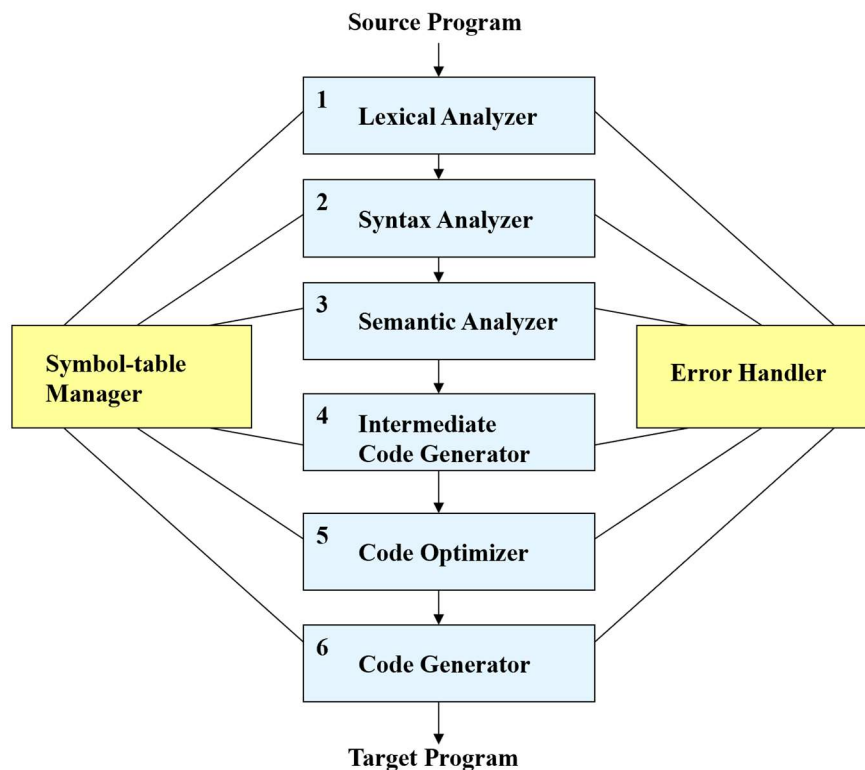 Source Program
1
Lexical Analyzer
2
Syntax Analyzer
3
Semantic Analyzer
Symbol-table
Manager
Error Handler
4
Intermediate
Code Generator
5
Code Optimizer
6
Code Generator
Target Program